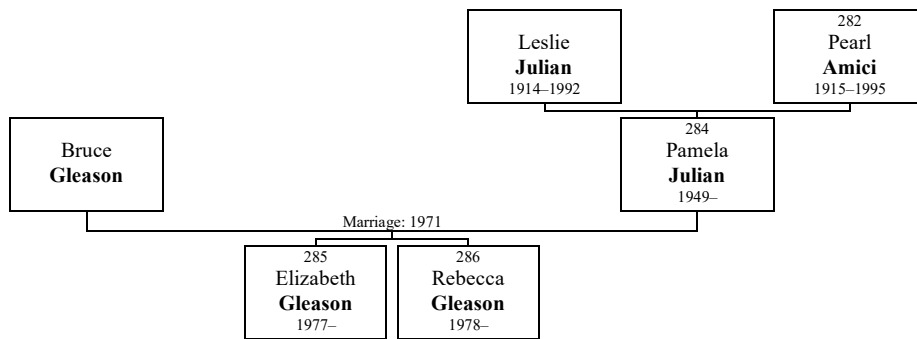 Leslie
Julian
1914–1992
282
Pearl
Amici
1915–1995
Bruce
Gleason
284
Pamela
Julian
1949–
Marriage: 1971
285
Elizabeth
Gleason
1977–
286
Rebecca
Gleason
1978–